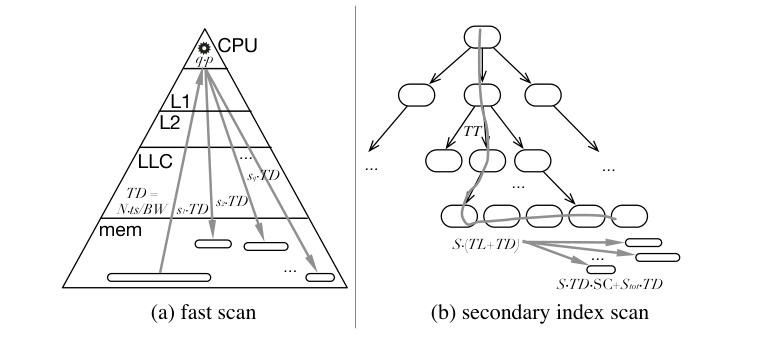 CPU
q·p
L1
L2
LLC
...
TD =
N·ts/BW
s₁·TD
s₂·TD
s_q·TD
mem
...
(a) fast scan
TT
...
...
...
S·(TL+TD)
...
S·TD·SC+Sₜₒₜ·TD
(b) secondary index scan